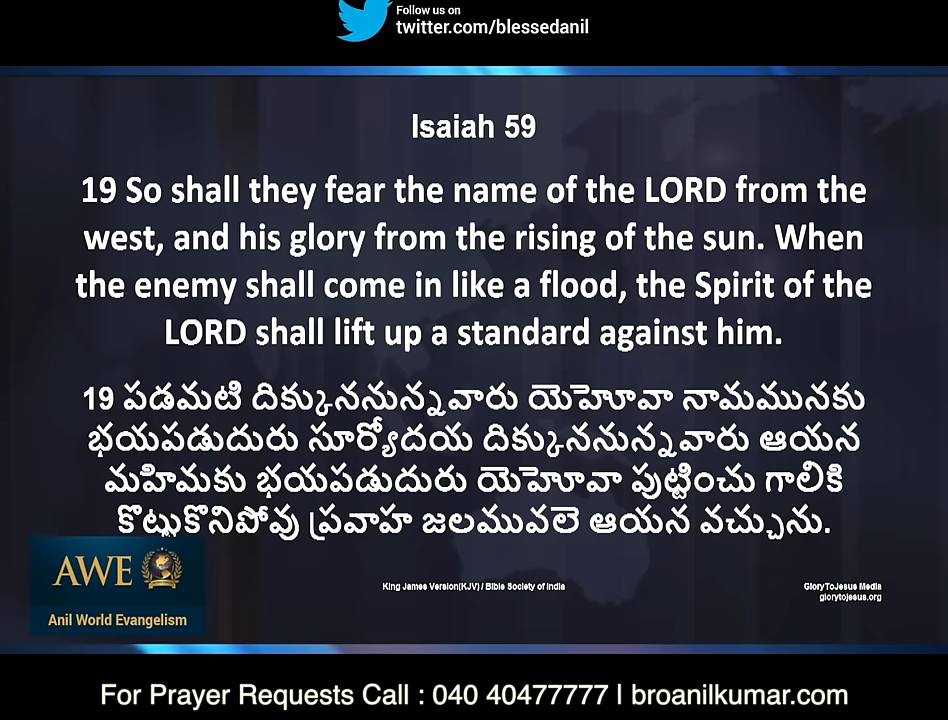 Follow us on
twitter.com/blessedanil
Isaiah 59
19 So shall they fear the name of the LORD from the
west, and his glory from the rising of the sun. When
the enemy shall come in like a flood, the Spirit of the
LORD shall lift up a standard against him.
19 పడమటి దిక్కుననున్నవారు యెహోవా నామమునకు
భయపడుదురు సూర్యోదయ దిక్కుననున్నవారు ఆయన
మహిమకు భయపడుదురు యెహోవా పుట్టించు గాలికి
కొట్టుకొనిపోవు ప్రవాహ జలమువలె ఆయన వచ్చును.
AWE
Anil World Evangelism
King James Version(KJV) / Bible Society of India
GloryToJesus Media
glorytojesus.org
For Prayer Requests Call : 040 40477777 l broanilkumar.com